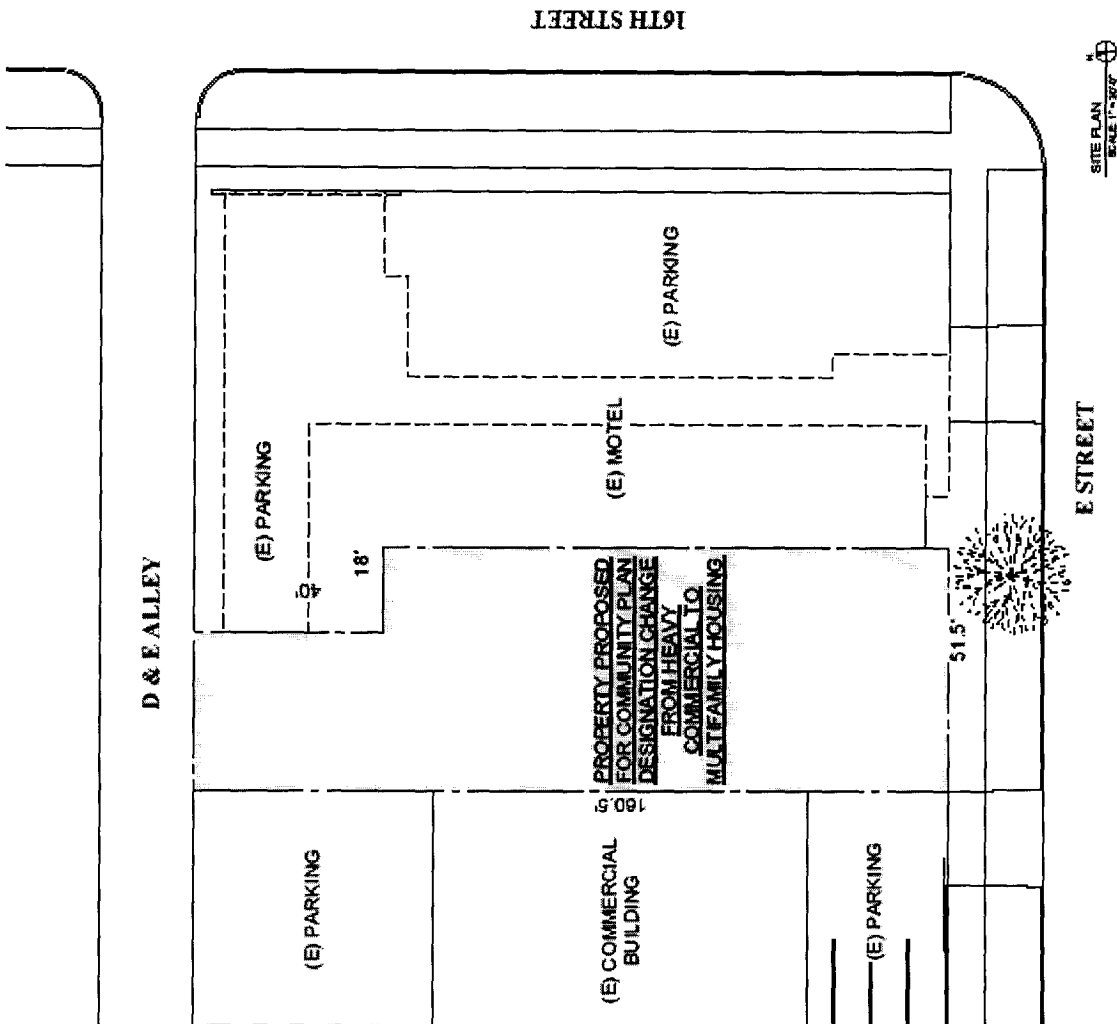 16TH STREET
D & E ALLEY
(E) PARKING
(E) PARKING
40'
18'
(E) MOTEL
PROPERTY PROPOSED
FOR COMMUNITY PLAN
DESIGNATION CHANGE
FROM HEAVY
COMMERCIAL TO
MULTIFAMILY HOUSING
160.5'
51.5'
E STREET
(E) PARKING
(E) COMMERCIAL
BUILDING
(E) PARKING
SITE PLAN
N